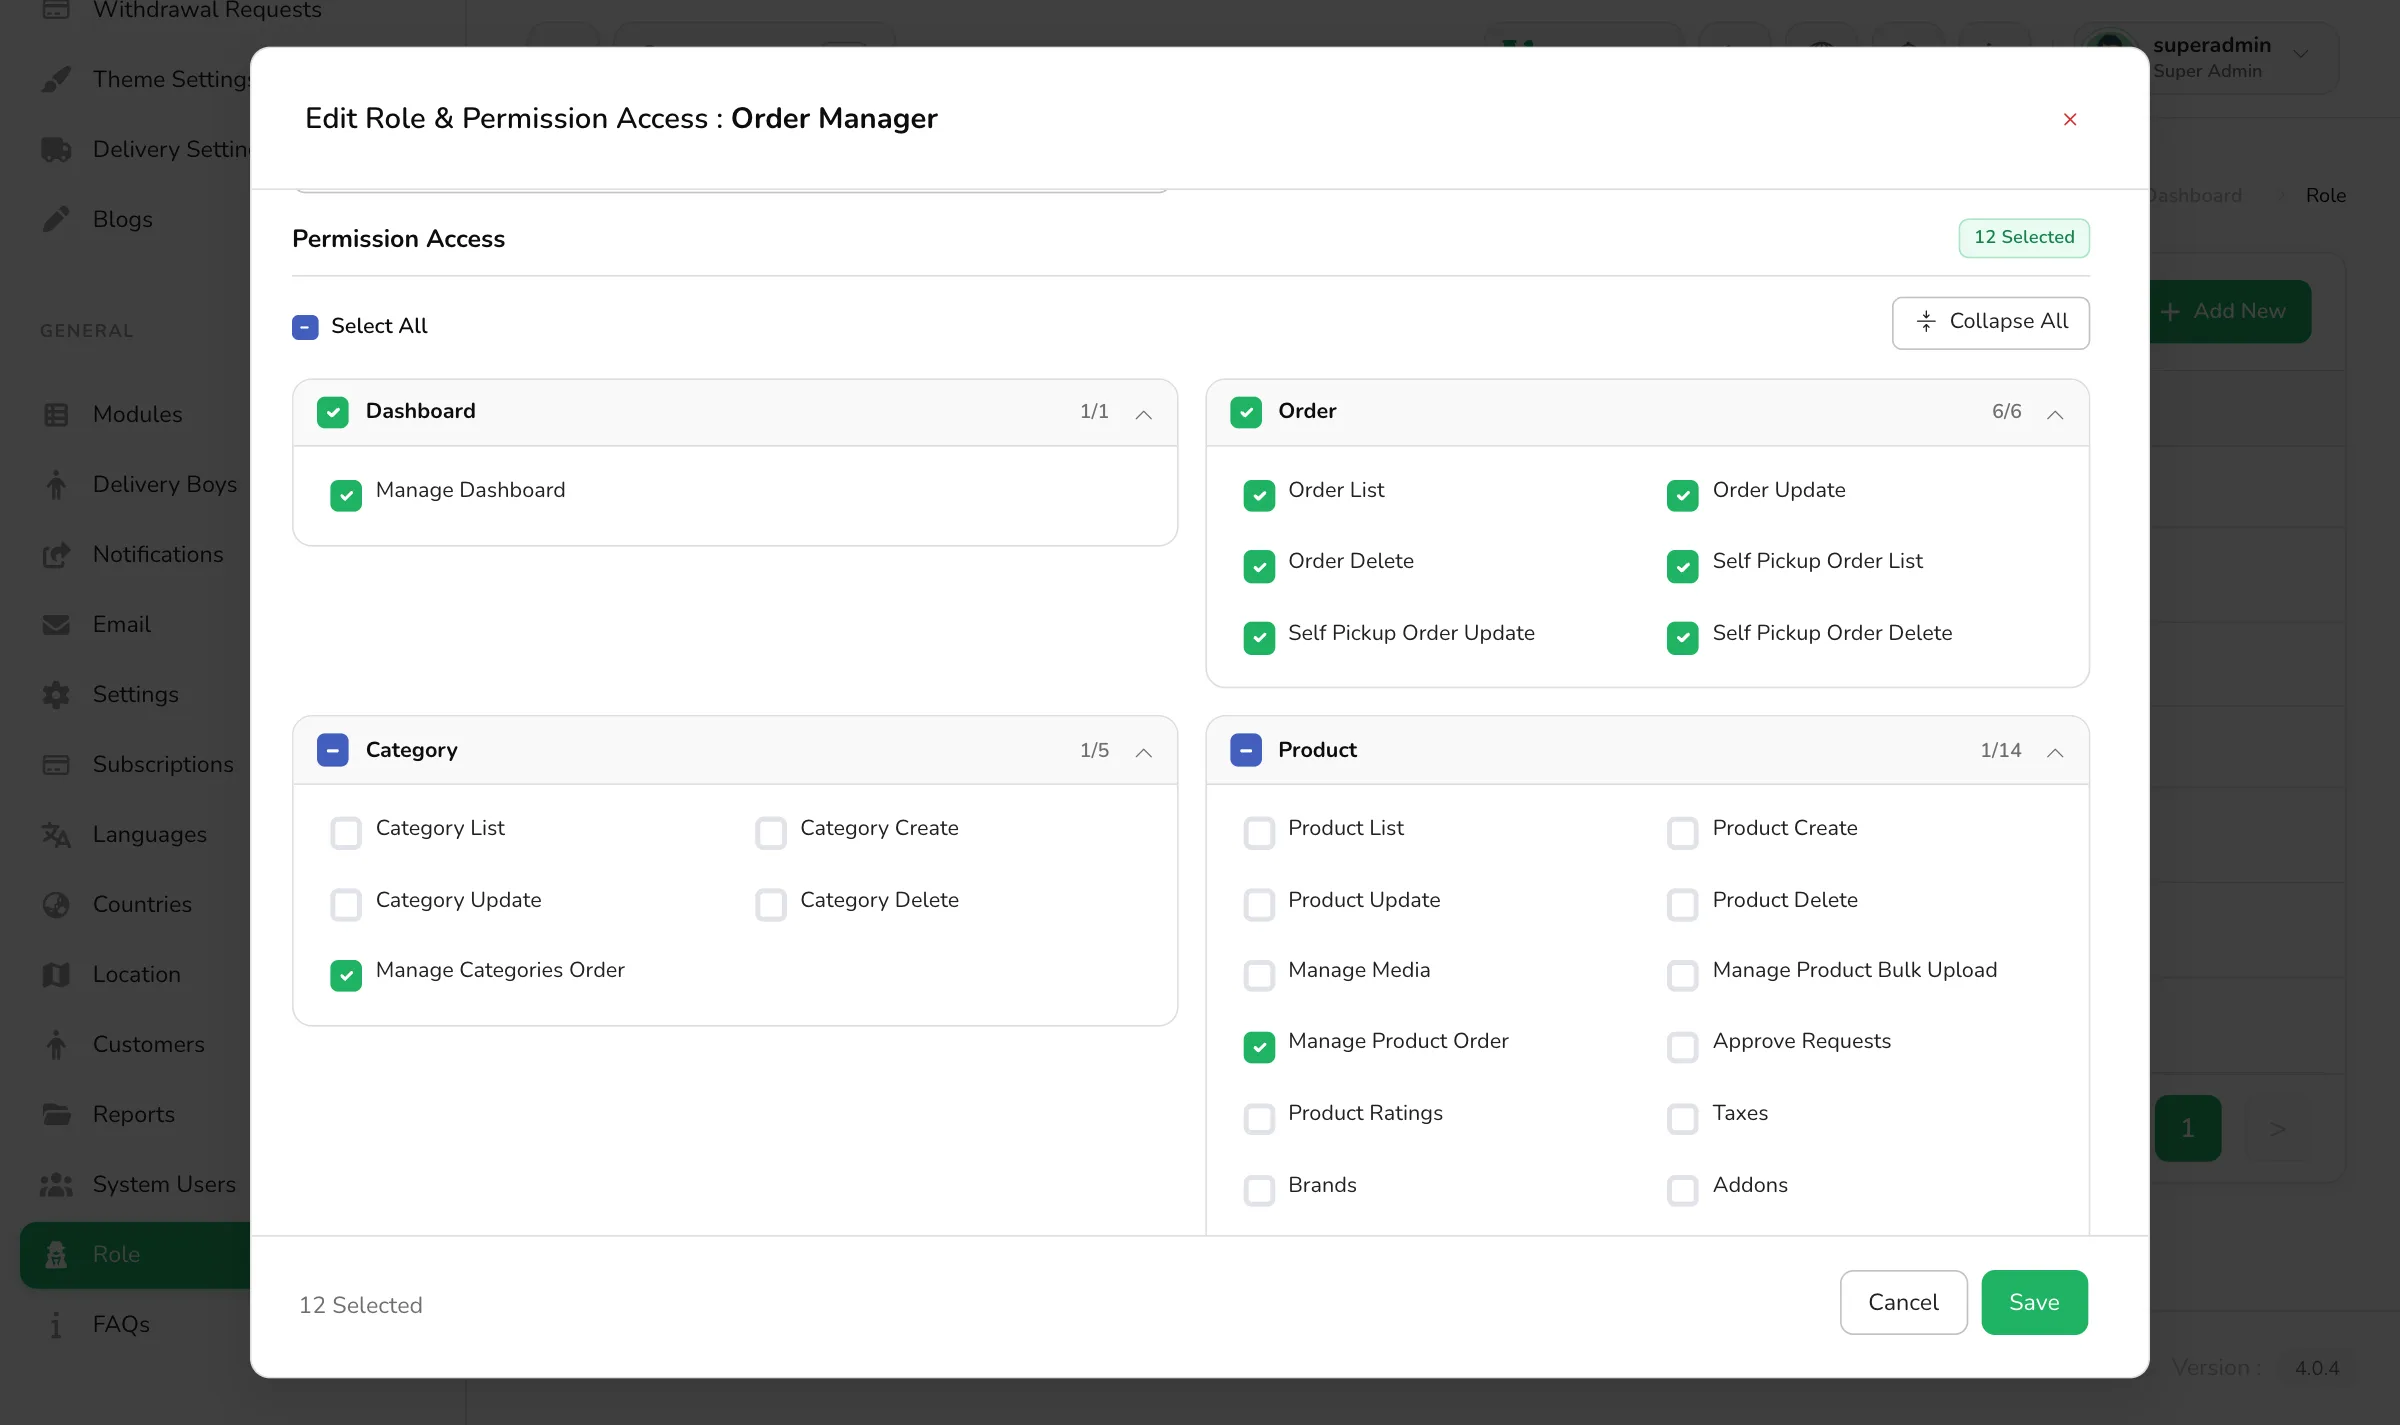 Withdrawal Requests
Theme Settings
Delivery Settin
Blogs
GENERAL
Modules
Delivery Boys
Notifications
Email
Settings
Subscriptions
Languages
Countries
Location
Customers
Reports
System Users
Role
FAQs
superadmin
Super Admin
Dashboard
Role
+ Add New
Edit Role & Permission Access : Order Manager
Permission Access
12 Selected
Select All
Collapse All
Dashboard
1/1
Manage Dashboard
Order
6/6
Order List
Order Update
Order Delete
Self Pickup Order List
Self Pickup Order Update
Self Pickup Order Delete
Category
1/5
Category List
Category Create
Category Update
Category Delete
Manage Categories Order
Product
1/14
Product List
Product Create
Product Update
Product Delete
Manage Media
Manage Product Bulk Upload
Manage Product Order
Approve Requests
Product Ratings
Taxes
Brands
Addons
12 Selected
Cancel
Save
1
>
Version : 4.0.4